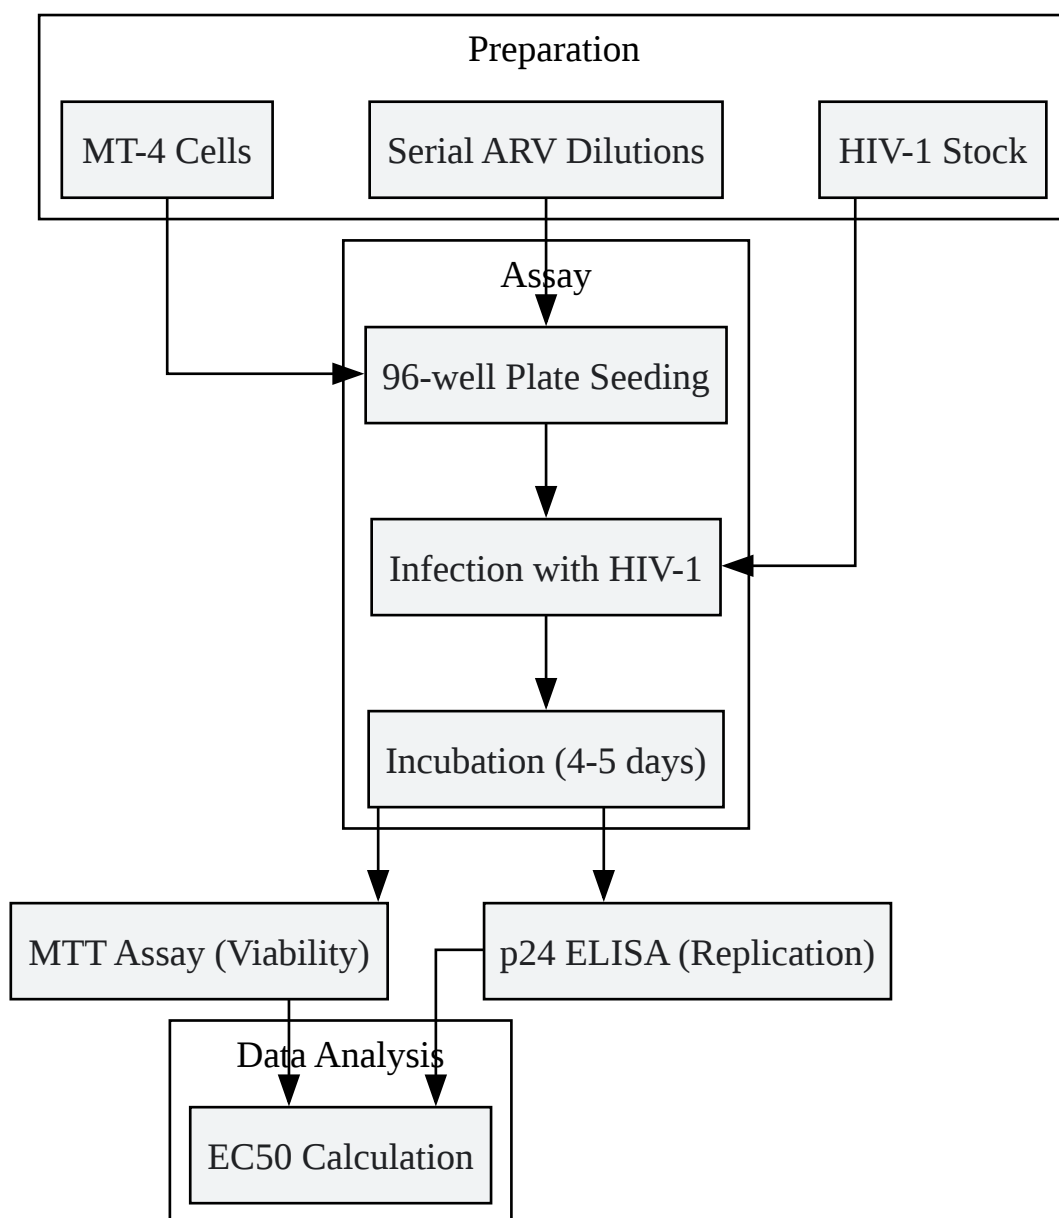 Preparation
MT-4 Cells
Serial ARV Dilutions
HIV-1 Stock
Assay
96-well Plate Seeding
Infection with HIV-1
Incubation (4-5 days)
MTT Assay (Viability)
p24 ELISA (Replication)
Data Analysis
EC50 Calculation